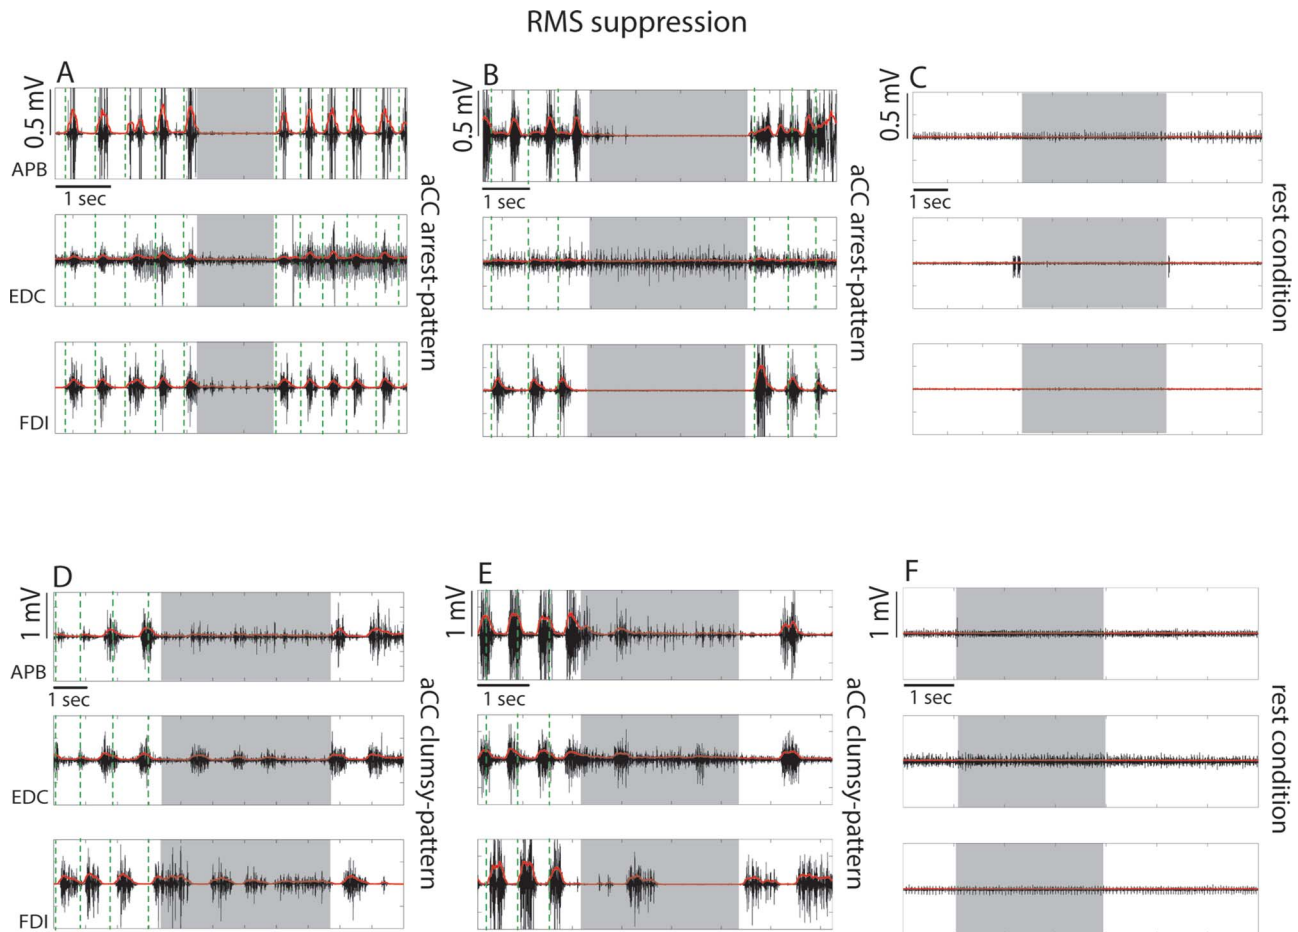 RMS suppression
A
0.5 mV
APB
1 sec
EDC
FDI
aCC arrest-pattern
B
0.5 mV
1 sec
aCC arrest-pattern
C
0.5 mV
1 sec
rest condition
D
1 mV
APB
1 sec
EDC
FDI
aCC clumsy-pattern
E
1 mV
1 sec
aCC clumsy-pattern
F
1 mV
1 sec
rest condition